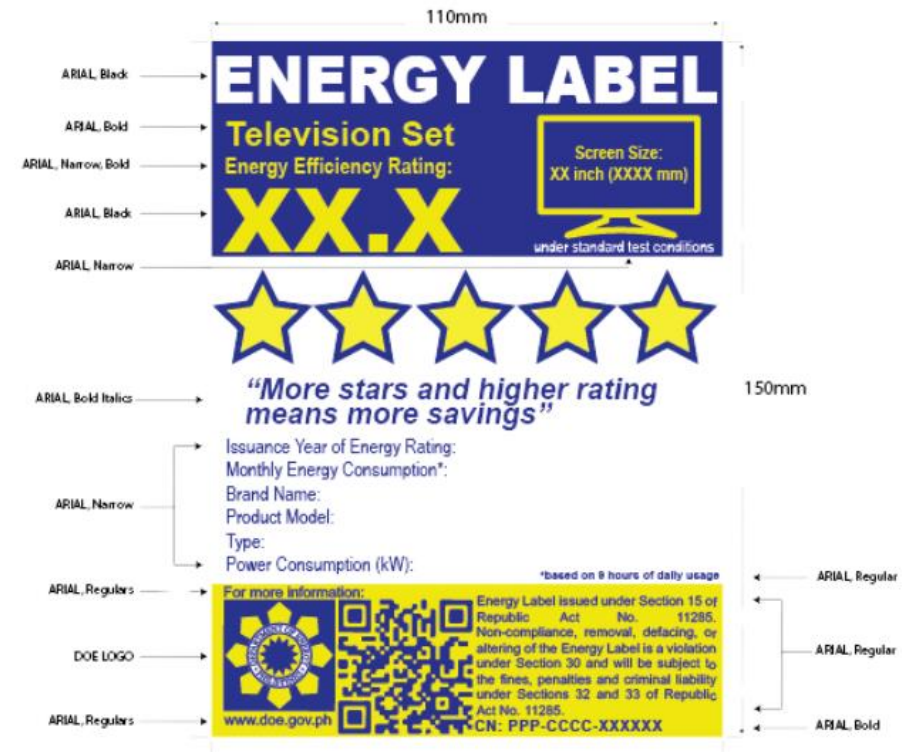 110mm
ARIAL, Black
ENERGY LABEL
ARIAL, Bold
Television Set
ARIAL, Narrow, Bold
Energy Efficiency Rating:
Screen Size:
XX inch (XXXX mm)
ARIAL, Black
XX.X
under standard test conditions
ARIAL, Narrow
150mm
ARIAL, Bold Italics
“More stars and higher rating
means more savings”
Issuance Year of Energy Rating:
Monthly Energy Consumption*:
Brand Name:
ARIAL, Narrow
Product Model:
Type:
Power Consumption (kW):
*based on 9 hours of daily usage
ARIAL, Regular
ARIAL, Regulars
For more information:
DOE LOGO
DEPARTMENT OF ENERGY
PHILIPPINES
Energy Label issued under Section 15 of
Republic Act No. 11285.
Non-compliance, removal, defacing, or
altering of the Energy Label is a violation
under Section 30 and will be subject to
the fines, penalties and criminal liability
under Sections 32 and 33 of Republic
Act No. 11285.
ARIAL, Regular
ARIAL, Regulars
www.doe.gov.ph
CN: PPP-CCCC-XXXXXX
ARIAL, Bold